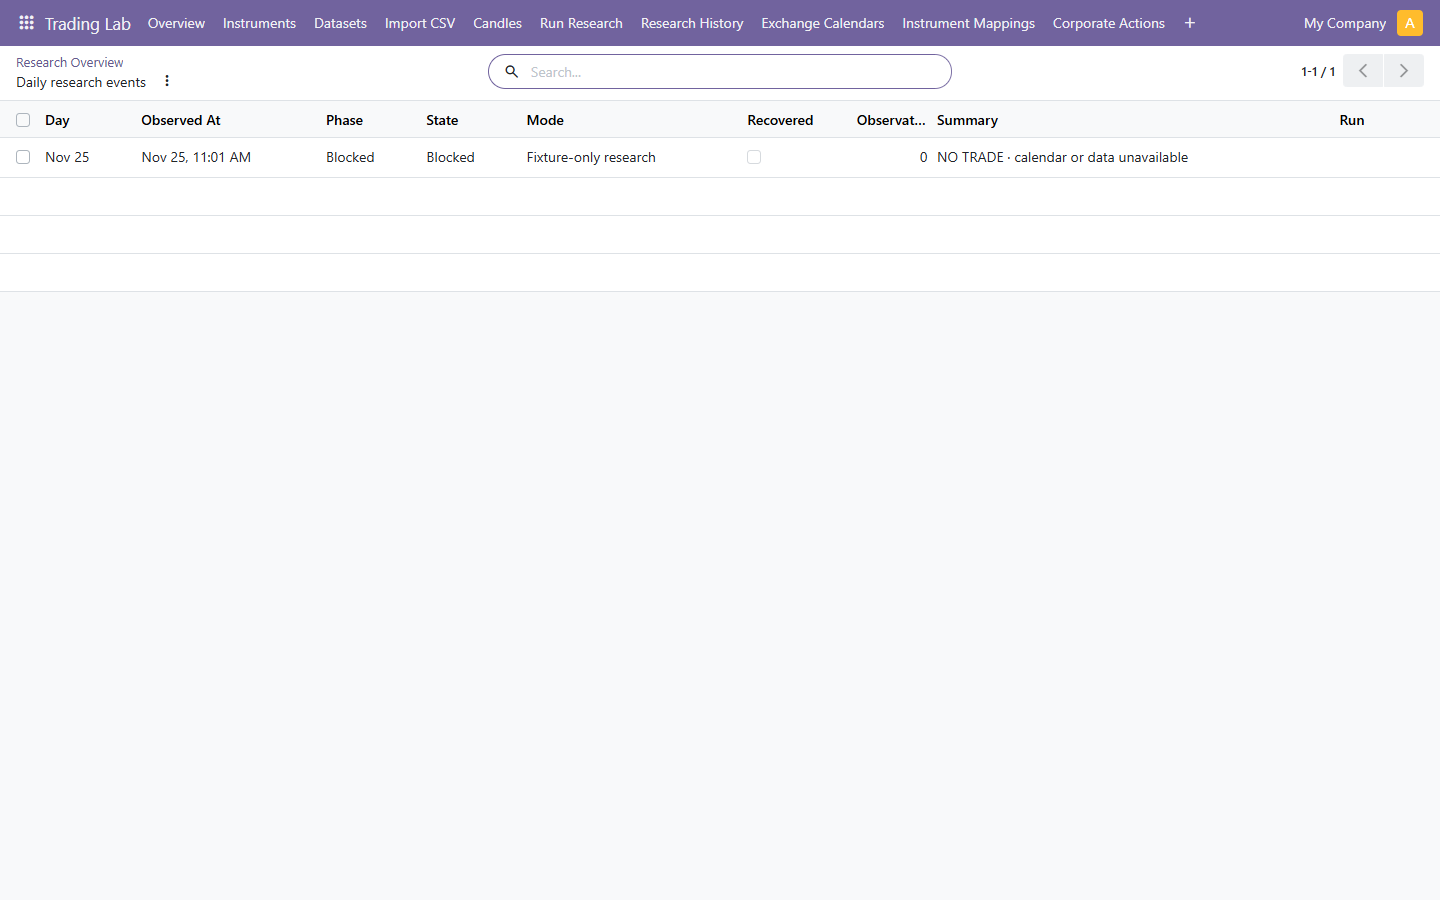 Trading Lab Overview Instruments Datasets Import CSV Candles Run Research Research History Exchange Calendars Instrument Mappings Corporate Actions + My Company A
Research Overview
Daily research events
Search...
1-1 / 1
Day Observed At Phase State Mode Recovered Observat... Summary Run
Nov 25 Nov 25, 11:01 AM Blocked Blocked Fixture-only research 0 NO TRADE · calendar or data unavailable